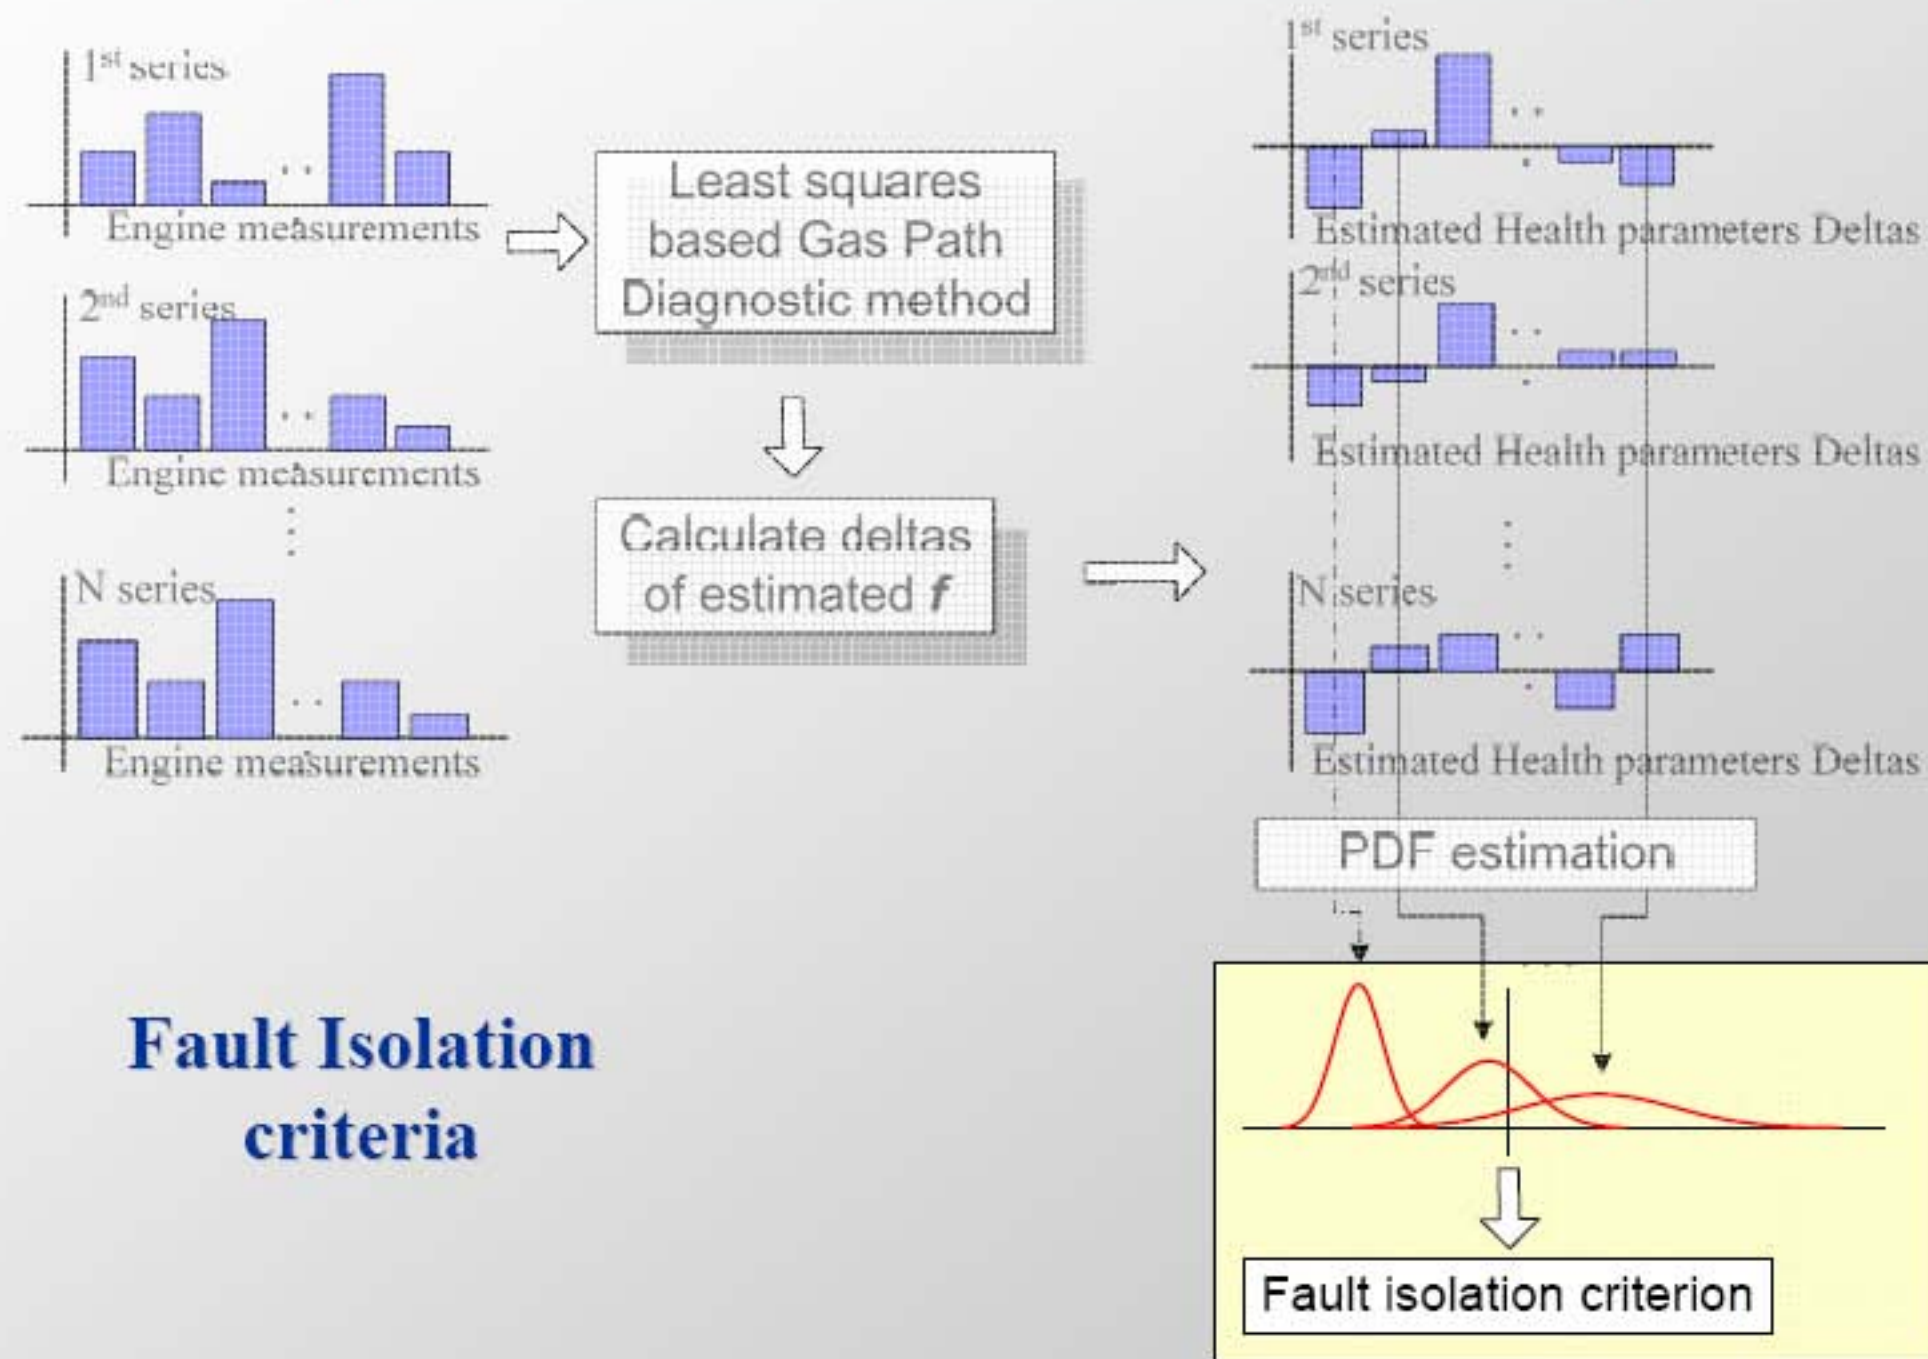 1st series
Engine measurements
2nd series
Engine measurements
N series
Engine measurements
Least squares
based Gas Path
Diagnostic method
Calculate deltas
of estimated f
1st series
Estimated Health parameters Deltas
2nd series
Estimated Health parameters Deltas
N series
Estimated Health parameters Deltas
PDF estimation
Fault isolation criterion
Fault Isolation
criteria